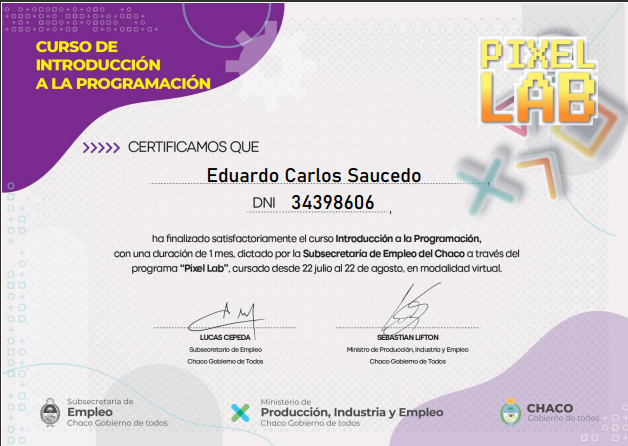 CURSO DE
INTRODUCCIÓN
A LA PROGRAMACIÓN
PIXEL
LAB
>>>>> CERTIFICAMOS QUE
Eduardo Carlos Saucedo,
DNI 34398606,
ha finalizado satisfactoriamente el curso Introducción a la Programación,
con una duración de 1 mes, dictado por la Subsecretaría de Empleo del Chaco a través del
programa “Pixel Lab”, cursado desde 22 julio al 22 de agosto, en modalidad virtual.
LUCAS CEPEDA
Subsecretario de Empleo
Chaco Gobierno de Todos
SEBASTIAN LIFTON
Ministro de Producción, Industria y Empleo
Chaco Gobierno de Todos
Subsecretaría de
Empleo
Chaco Gobierno de todos
Ministerio de
Producción, Industria y Empleo
Chaco Gobierno de todos
CHACO
Gobierno de todos